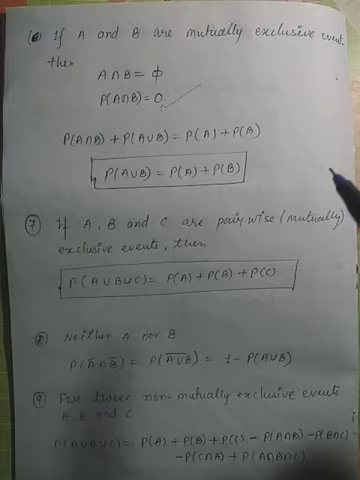 (6) If A and B are mutually exclusive event.
then
A∩B = ϕ
P(A∩B) = 0
P(A∩B) + P(A∪B) = P(A) + P(B)
P(A∪B) = P(A) + P(B)
(7) If A, B and C are pair wise (mutually)
exclusive events, then
P(A∪B∪C) = P(A) + P(B) + P(C)
(8) Neither A nor B
P(A̅∩B̅) = P(A̅∪̅B̅) = 1 - P(A∪B)
(9) For three non-mutually exclusive events
A, B and C
P(A∪B∪C) = P(A) + P(B) + P(C) - P(A∩B) - P(B∩C)
- P(C∩A) + P(A∩B∩C)